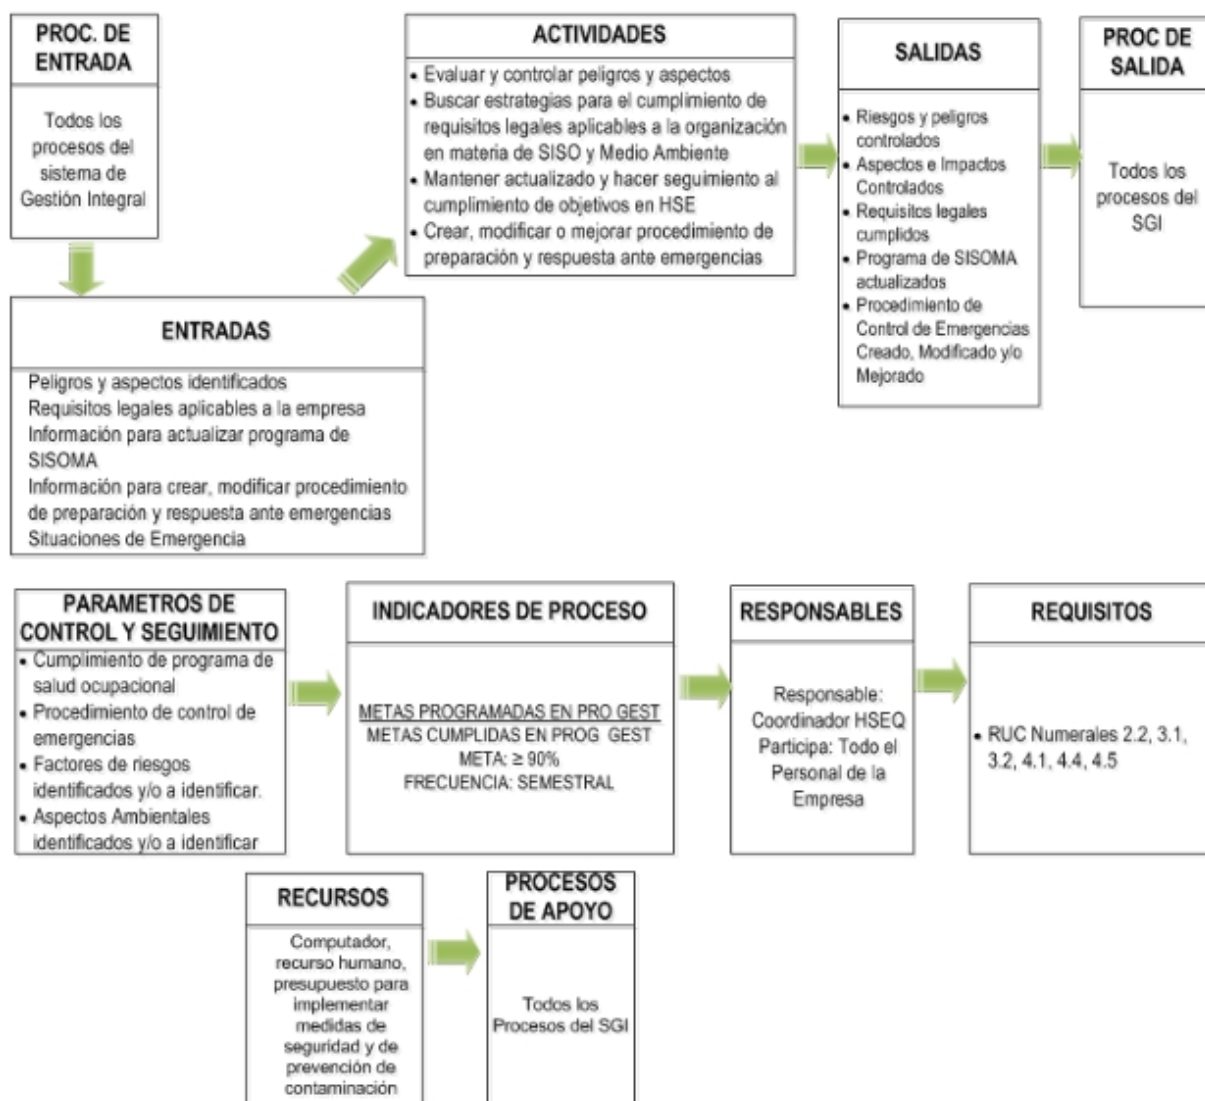 PROC. DE
ENTRADA
Todos los
procesos del
sistema de
Gestión Integral
ENTRADAS
Peligros y aspectos identificados
Requisitos legales aplicables a la empresa
Información para actualizar programa de
SISOMA
Información para crear, modificar procedimiento
de preparación y respuesta ante emergencias
Situaciones de Emergencia
ACTIVIDADES
• Evaluar y controlar peligros y aspectos
• Buscar estrategias para el cumplimiento de
requisitos legales aplicables a la organización
en materia de SISO y Medio Ambiente
• Mantener actualizado y hacer seguimiento al
cumplimiento de objetivos en HSE
• Crear, modificar o mejorar procedimiento de
preparación y respuesta ante emergencias
SALIDAS
• Riesgos y peligros
controlados
• Aspectos e Impactos
Controlados
• Requisitos legales
cumplidos
• Programa de SISOMA
actualizados
• Procedimiento de
Control de Emergencias
Creado, Modificado y/o
Mejorado
PROC DE
SALIDA
Todos los
procesos del
SGI
PARAMETROS DE
CONTROL Y SEGUIMIENTO
• Cumplimiento de programa de
salud ocupacional
• Procedimiento de control de
emergencias
• Factores de riesgos
identificados y/o a identificar.
• Aspectos Ambientales
identificados y/o a identificar
INDICADORES DE PROCESO
METAS PROGRAMADAS EN PRO GEST
METAS CUMPLIDAS EN PROG GEST
META: ≥ 90%
FRECUENCIA: SEMESTRAL
RESPONSABLES
Responsable:
Coordinador HSEQ
Participa: Todo el
Personal de la
Empresa
REQUISITOS
• RUC Numerales 2.2, 3.1,
3.2, 4.1, 4.4, 4.5
RECURSOS
Computador,
recurso humano,
presupuesto para
implementar
medidas de
seguridad y de
prevención de
contaminación
PROCESOS
DE APOYO
Todos los
Procesos del SGI